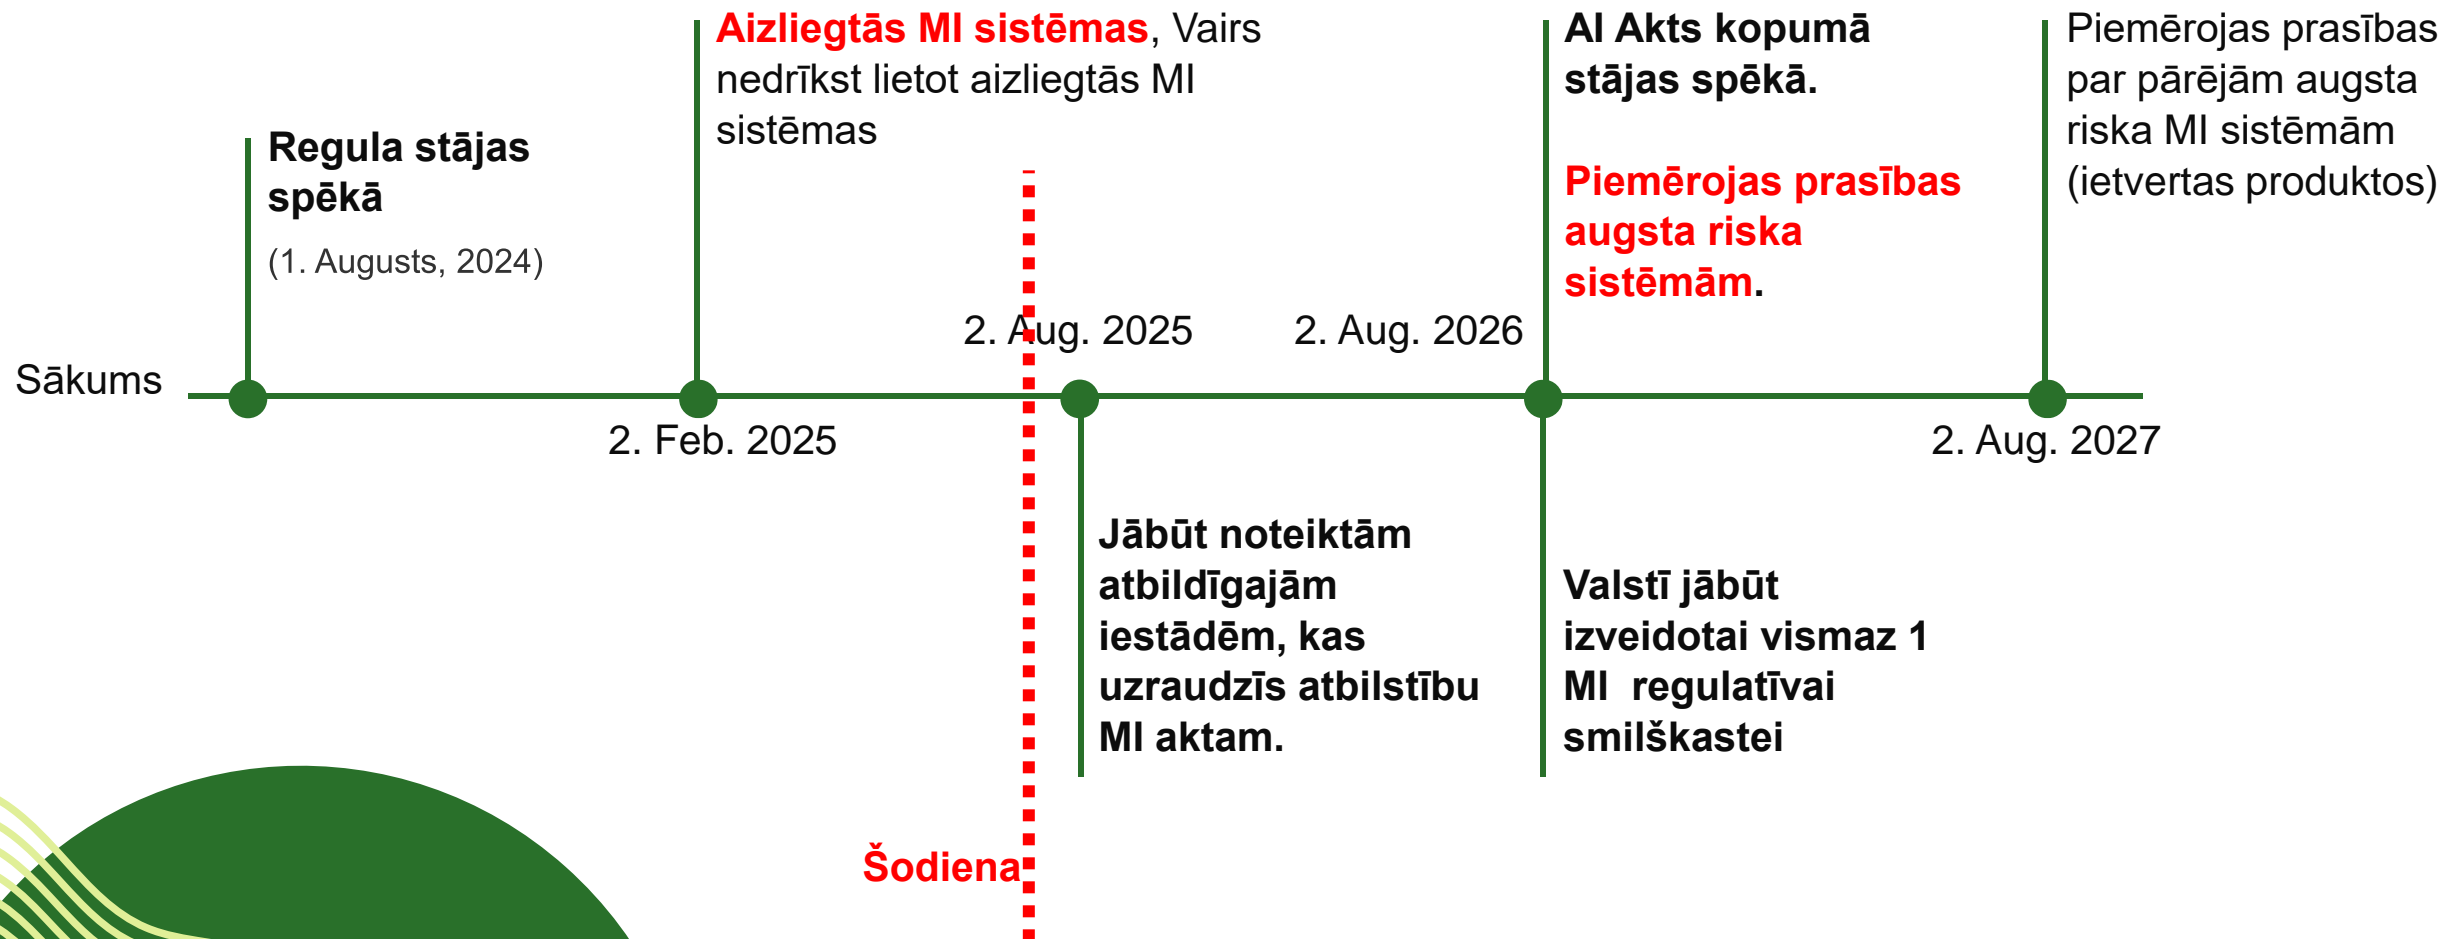 Sākums
Regula stājas
spēkā
(1. Augusts, 2024)
Aizliegtās MI sistēmas, Vairs
nedrīkst lietot aizliegtās MI
sistēmas
2. Feb. 2025
2. Aug. 2025
Jābūt noteiktām
atbildīgajām
iestādēm, kas
uzraudzīs atbilstību
MI aktam.
Šodiena
2. Aug. 2026
AI Akts kopumā
stājas spēkā.
Piemērojas prasības
augsta riska
sistēmām.
Valstī jābūt
izveidotai vismaz 1
MI  regulatīvai
smilškastei
Piemērojas prasības
par pārējām augsta
riska MI sistēmām
(ietvertas produktos)
2. Aug. 2027